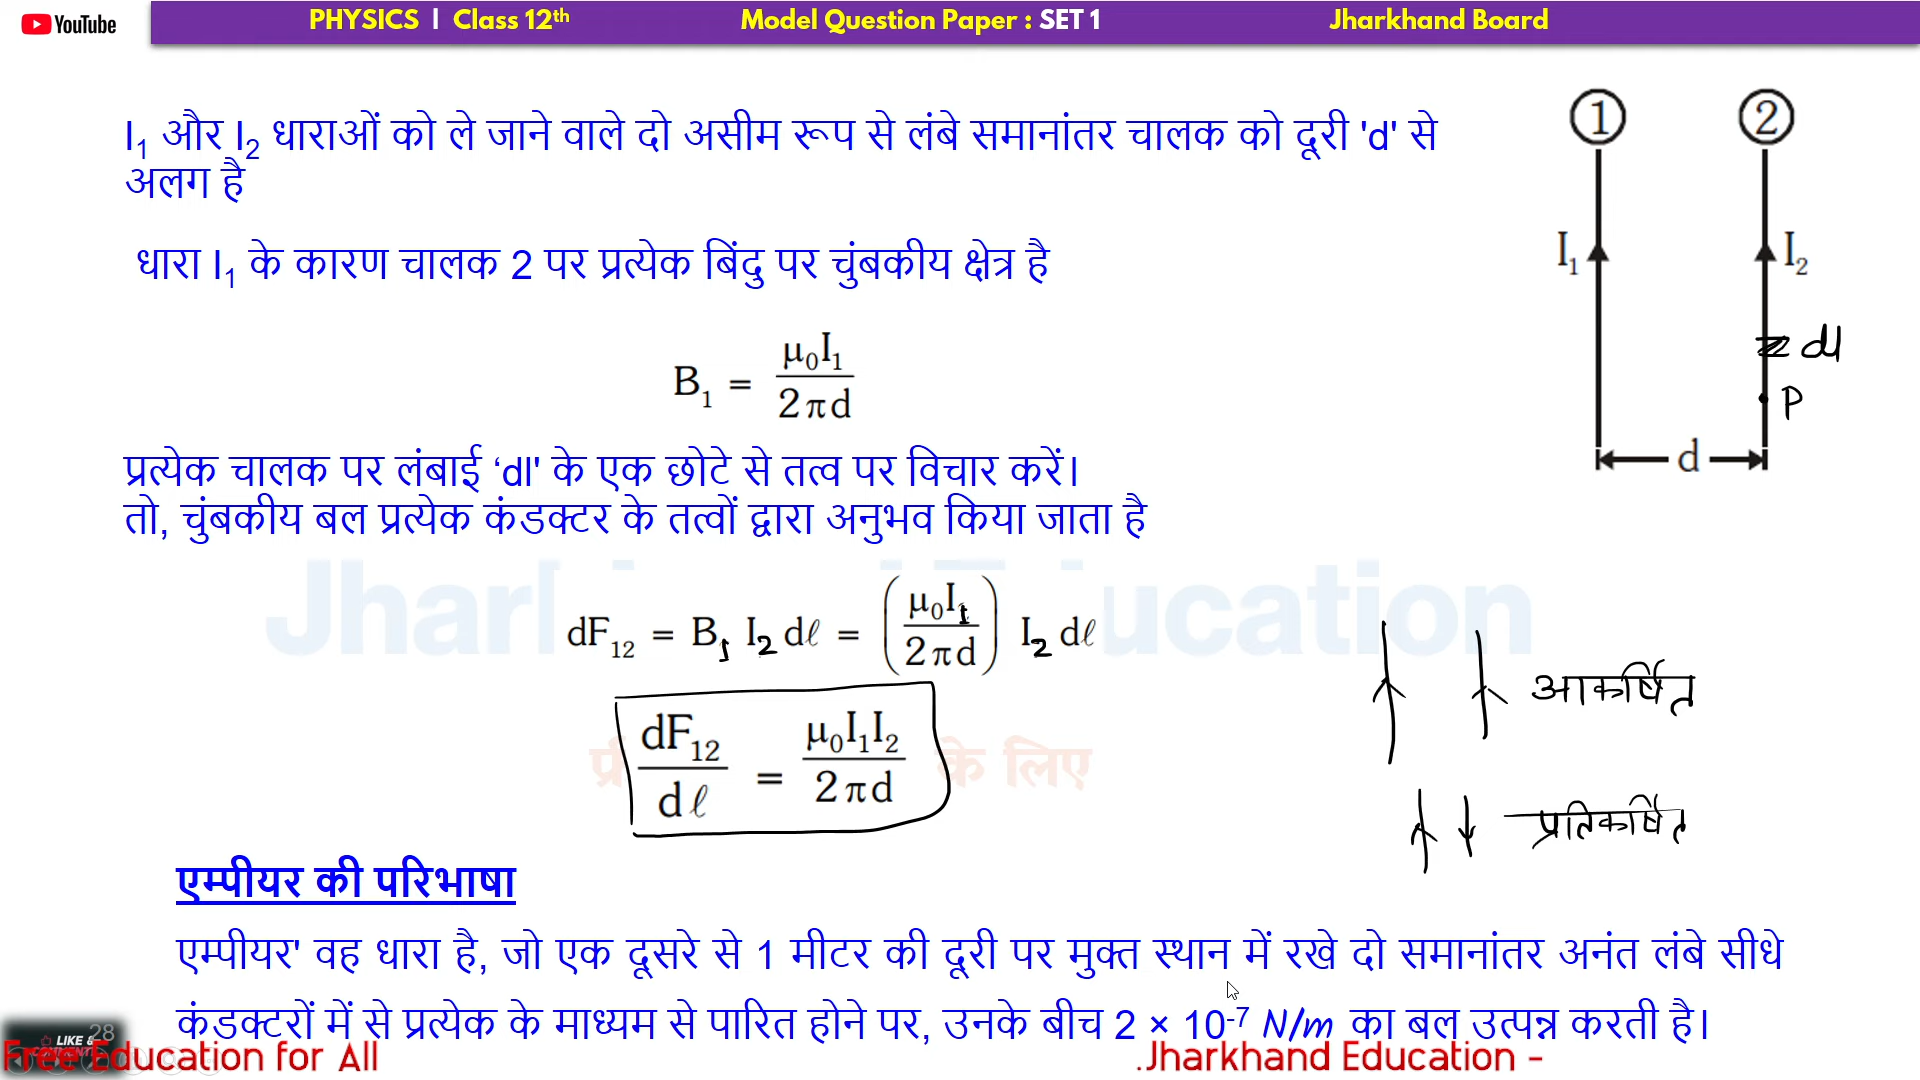 YouTube
PHYSICS | Class 12th Model Question Paper : SET 1 Jharkhand Board
I1 और I2 धाराओं को ले जाने वाले दो असीम रूप से लंबे समानांतर चालक को दूरी 'd' से
अलग है
धारा I1 के कारण चालक 2 पर प्रत्येक बिंदु पर चुंबकीय क्षेत्र है
B1 = μ0I1 / 2πd
प्रत्येक चालक पर लंबाई ‘dl' के एक छोटे से तत्व पर विचार करें।
तो, चुंबकीय बल प्रत्येक कंडक्टर के तत्वों द्वारा अनुभव किया जाता है
dF12 = B1 I2 dℓ = (μ0I1 / 2πd) I2 dℓ
dF12 / dℓ = μ0I1I2 / 2πd
1 2
I1 I2
dl
P
d
आकर्षित
प्रतिकर्षित
एम्पीयर की परिभाषा
एम्पीयर' वह धारा है, जो एक दूसरे से 1 मीटर की दूरी पर मुक्त स्थान में रखे दो समानांतर अनंत लंबे सीधे
कंडक्टरों में से प्रत्येक के माध्यम से पारित होने पर, उनके बीच 2 × 10-7 N/m का बल उत्पन्न करती है।
28
LIKE &
Free Education for All .Jharkhand Education -